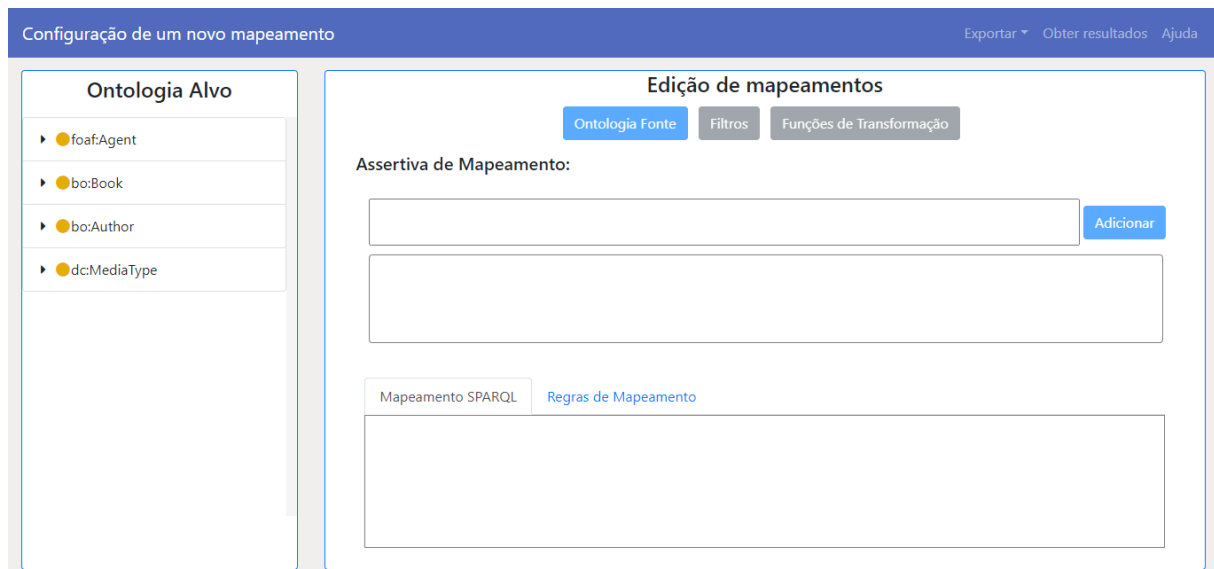 Configuração de um novo mapeamento
Exportar Obter resultados Ajuda
Ontologia Alvo
foaf:Agent
bo:Book
bo:Author
dc:MediaType
Edição de mapeamentos
Ontologia Fonte Filtros Funções de Transformação
Assertiva de Mapeamento:
Adicionar
Mapeamento SPARQL Regras de Mapeamento